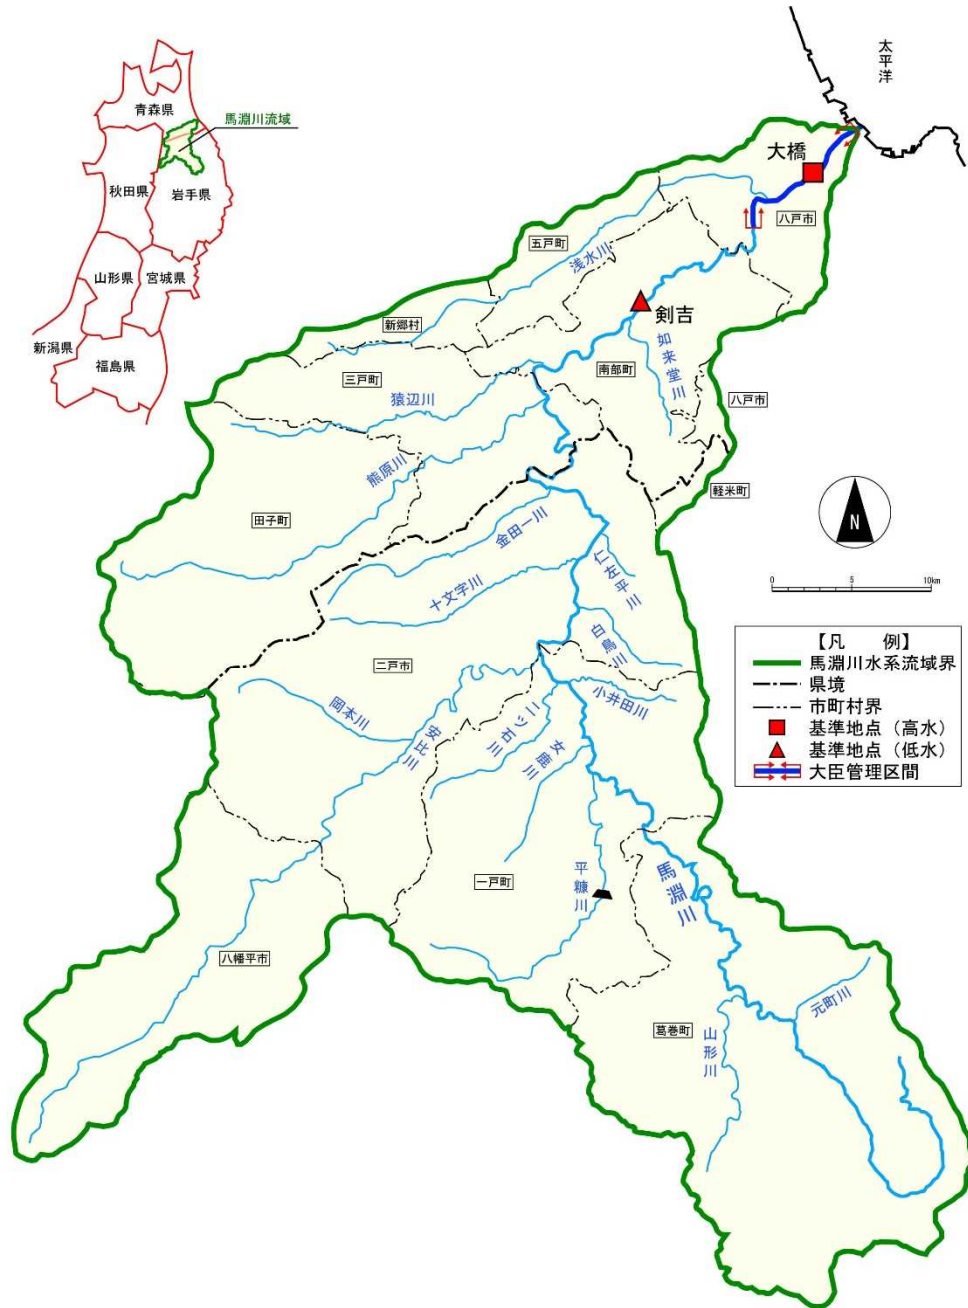 青森県
馬淵川流域
秋田県
岩手県
山形県
宮城県
新潟県
福島県
太平洋
大橋
八戸市
五戸町
浅水川
剣吉
新郷村
如来堂川
南部町
三戸町
猿辺川
八戸市
熊原川
軽米町
田子町
金田一川
N
仁左平川
十文字川
0 5 10km
白鳥川
二戸市
小井田川
岡本川
安比川
二ツ石川
女鹿川
【凡 例】
馬淵川水系流域界
県境
市町村界
基準地点（高水）
基準地点（低水）
大臣管理区間
平糠川
馬淵川
一戸町
八幡平市
元町川
葛巻町
山形川